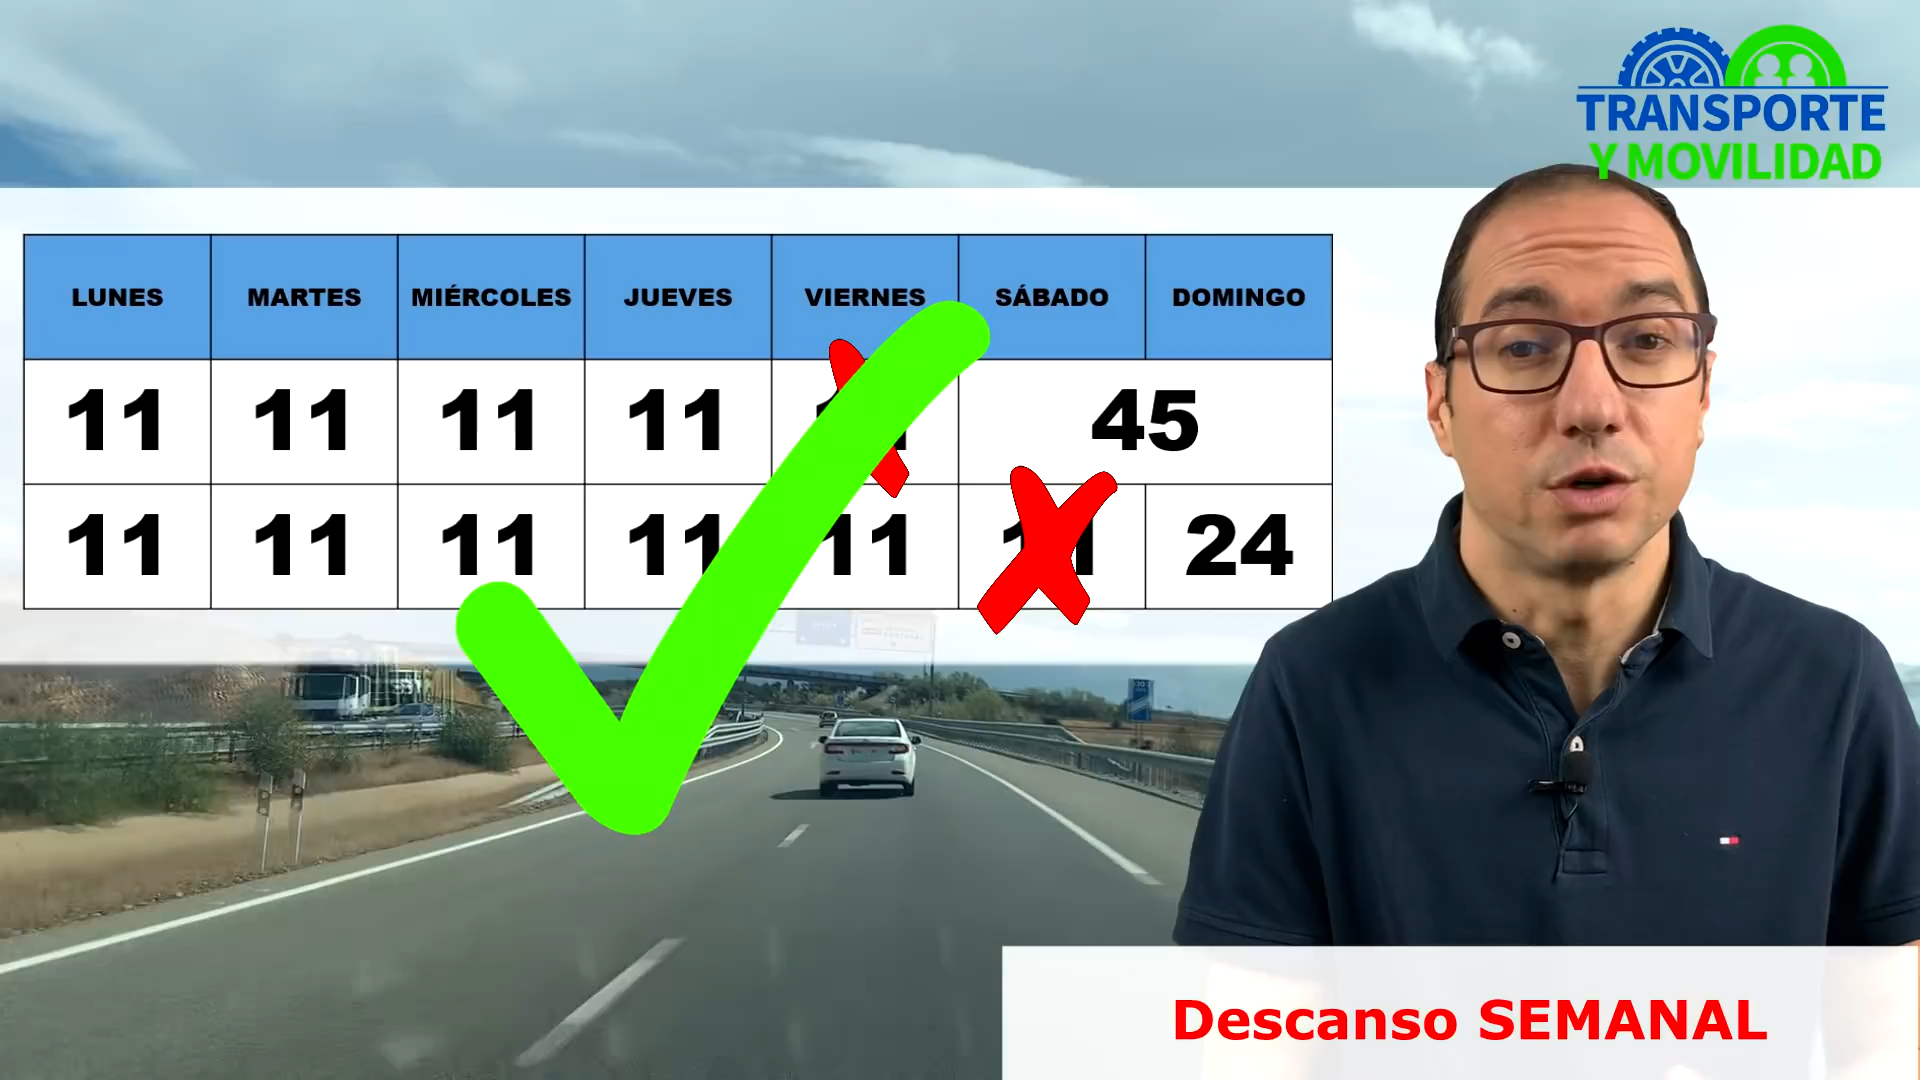 TRANSPORTE
Y MOVILIDAD
LUNES MARTES MIÉRCOLES JUEVES VIERNES SÁBADO DOMINGO
11 11 11 11 45
11 11 11 11 11 24
Descanso SEMANAL